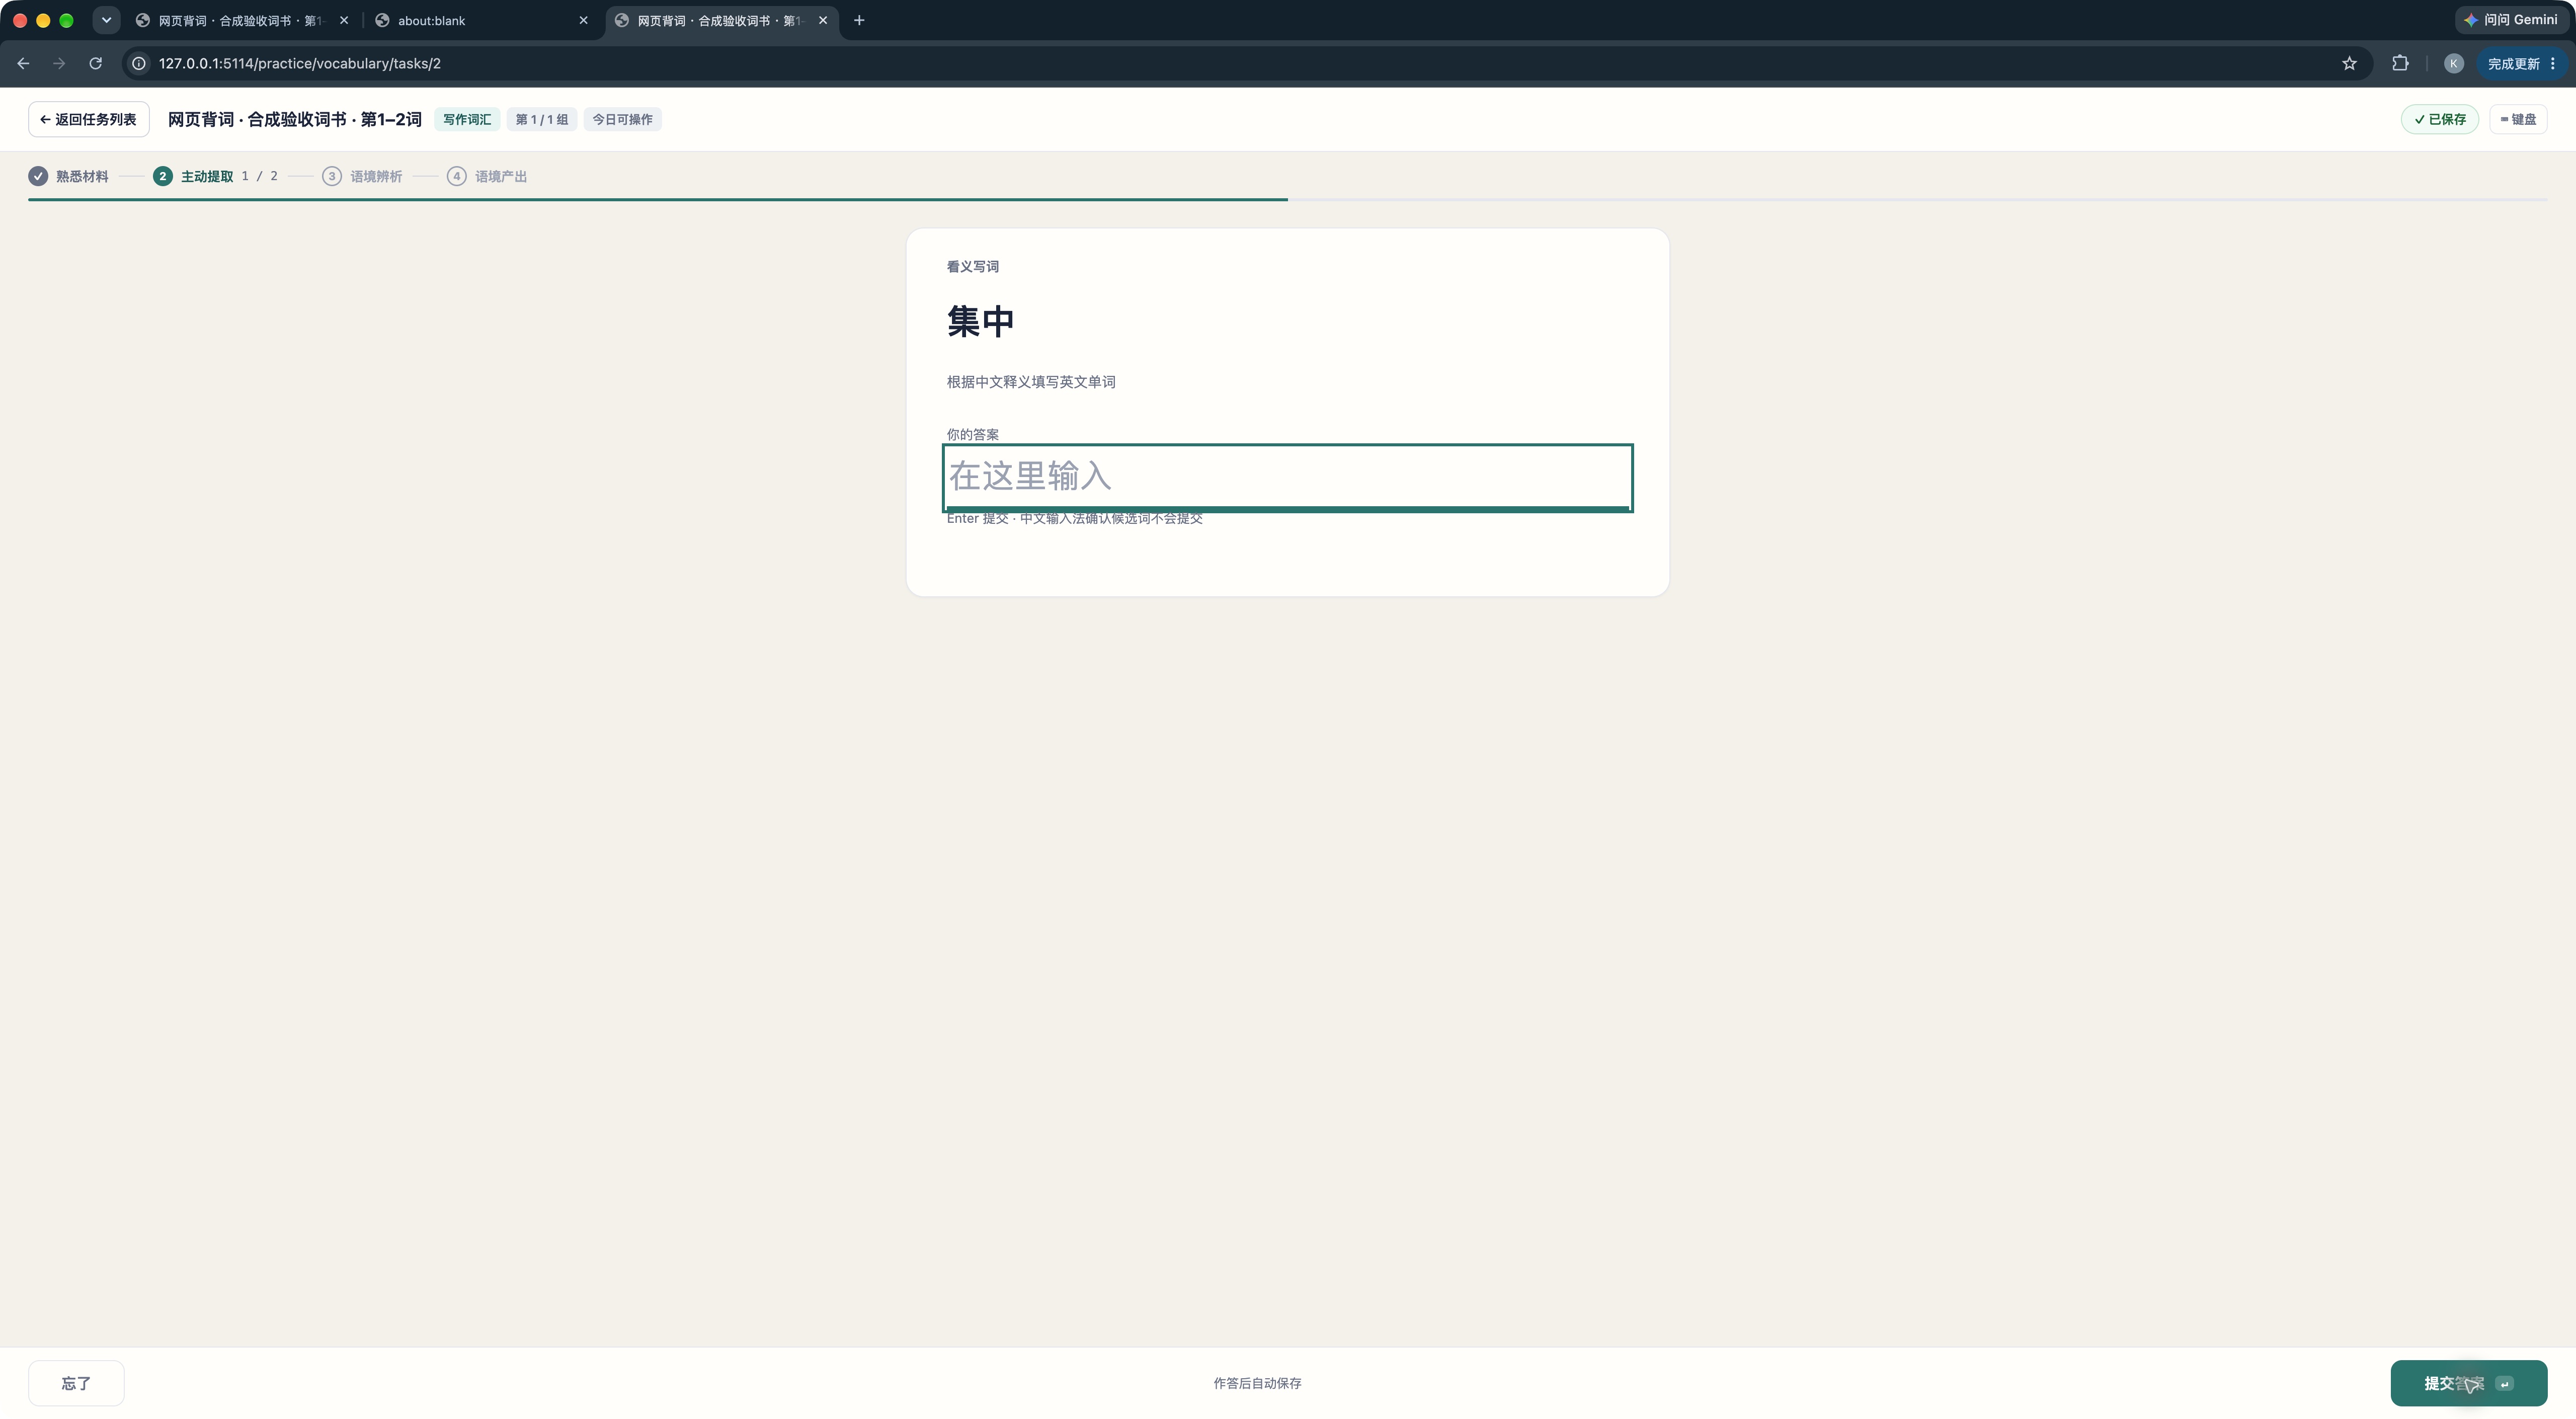 网页背词 · 合成验收词书 · 第1-
about:blank
网页背词 · 合成验收词书 · 第1-
问问 Gemini
127.0.0.1:5114/practice/vocabulary/tasks/2
K
完成更新
← 返回任务列表
网页背词 · 合成验收词书 · 第1–2词
写作词汇
第 1 / 1 组
今日可操作
✓ 已保存
键盘
熟悉材料
2 主动提取 1 / 2
3 语境辨析
4 语境产出
看义写词
集中
根据中文释义填写英文单词
你的答案
在这里输入
Enter 提交 · 中文输入法确认候选词不会提交
忘了
作答后自动保存
提交答案 ↵